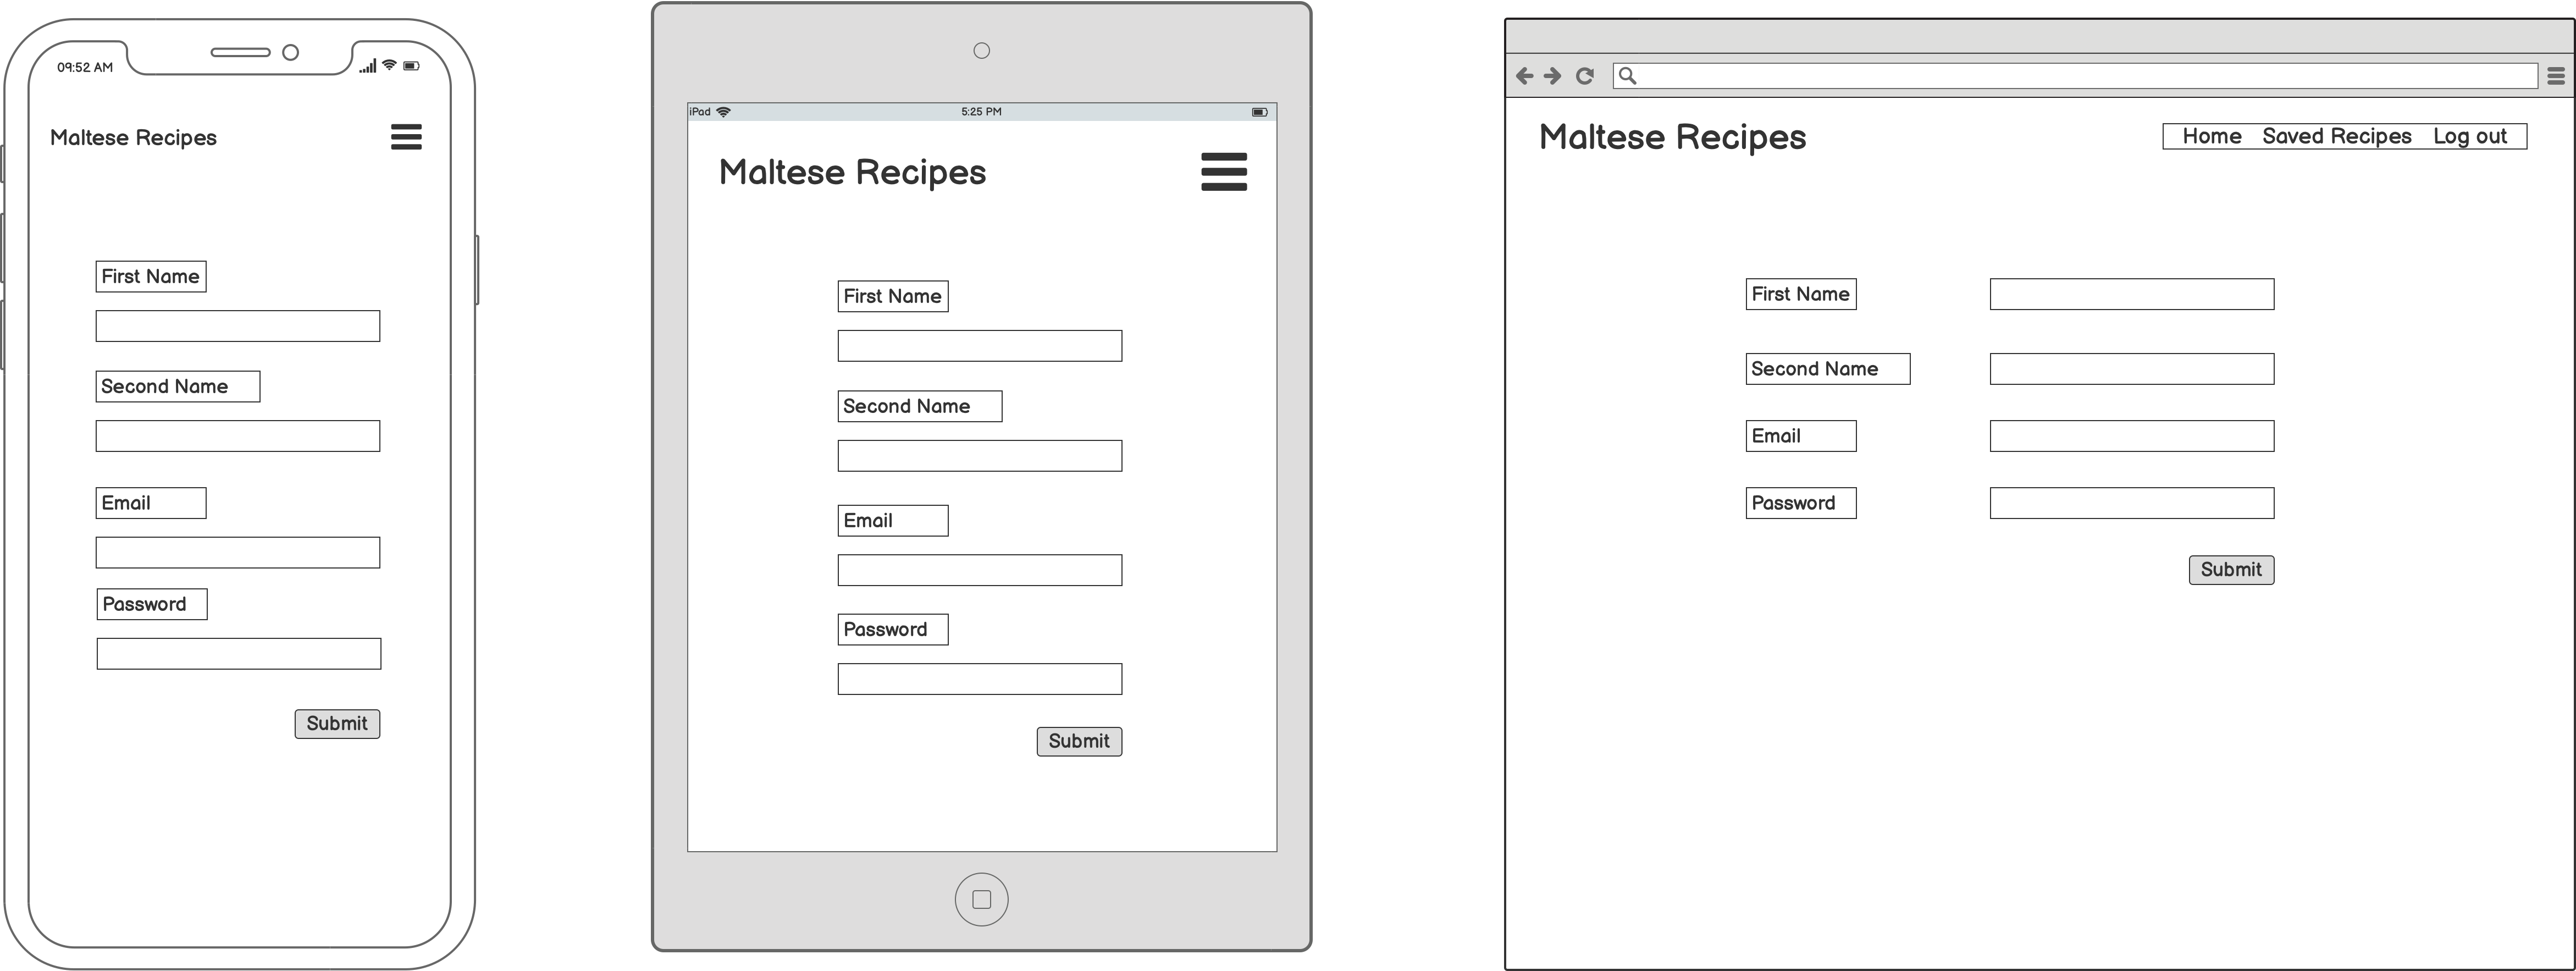 09:52 AM
Maltese Recipes
First Name
Second Name
Email
Password
Submit
iPad
5:25 PM
Maltese Recipes
First Name
Second Name
Email
Password
Submit
Maltese Recipes
Home Saved Recipes Log out
First Name
Second Name
Email
Password
Submit